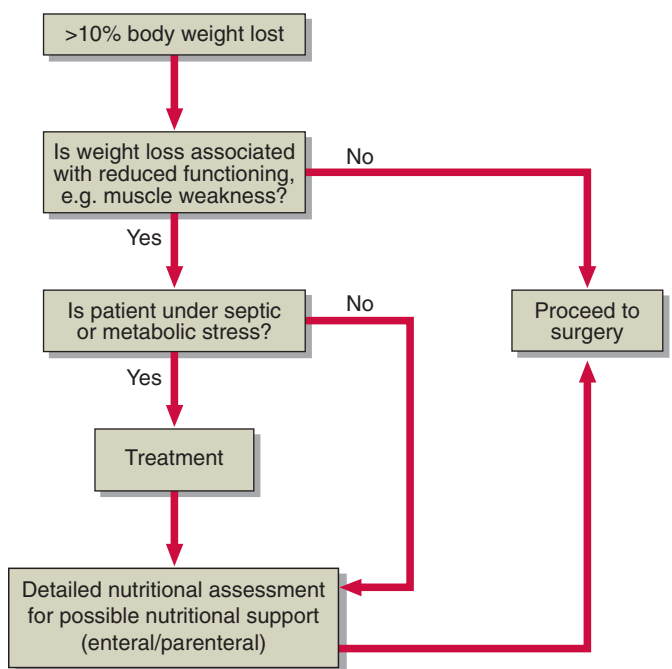 >10% body weight lost
Is weight loss associated
with reduced functioning,
e.g. muscle weakness?
No
Yes
Is patient under septic
or metabolic stress?
No
Proceed to
surgery
Yes
Treatment
Detailed nutritional assessment
for possible nutritional support
(enteral/parenteral)